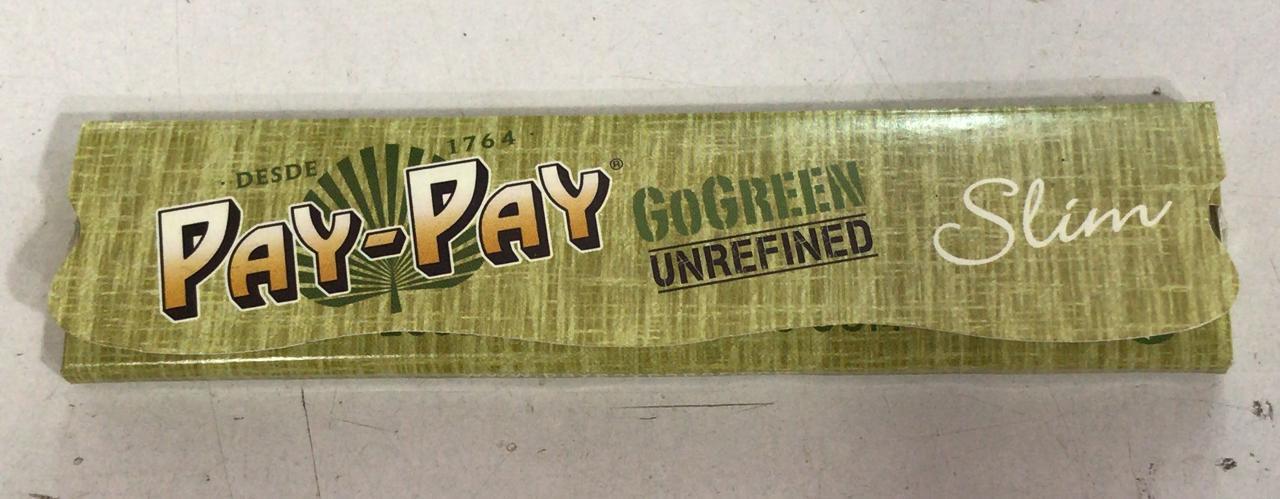 DESDE 1764
PAY-PAY®
GOGREEN
UNREFINED
Slim